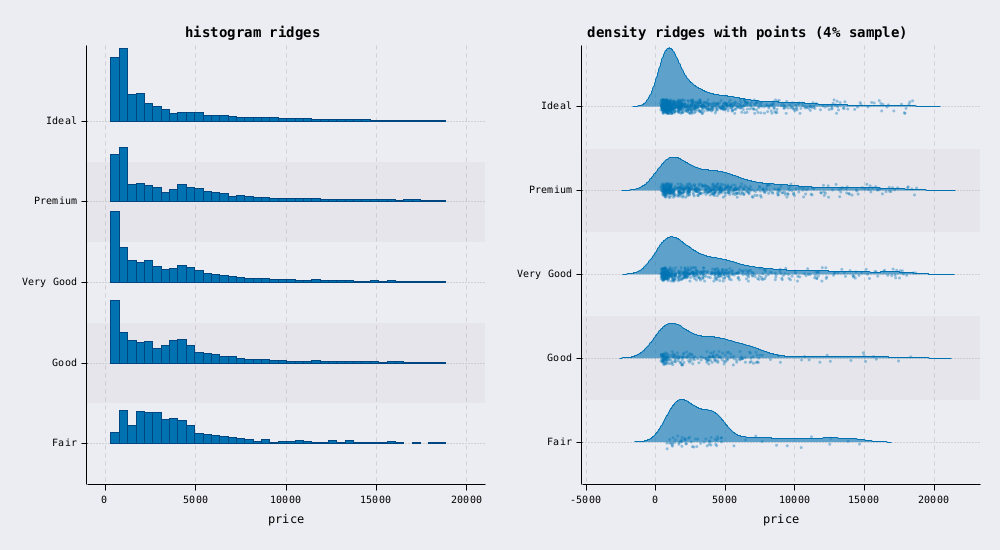 histogram ridges
Ideal
Premium
Very Good
Good
Fair
0 5000 10000 15000 20000
price
density ridges with points (4% sample)
Ideal
Premium
Very Good
Good
Fair
-5000 0 5000 10000 15000 20000
price